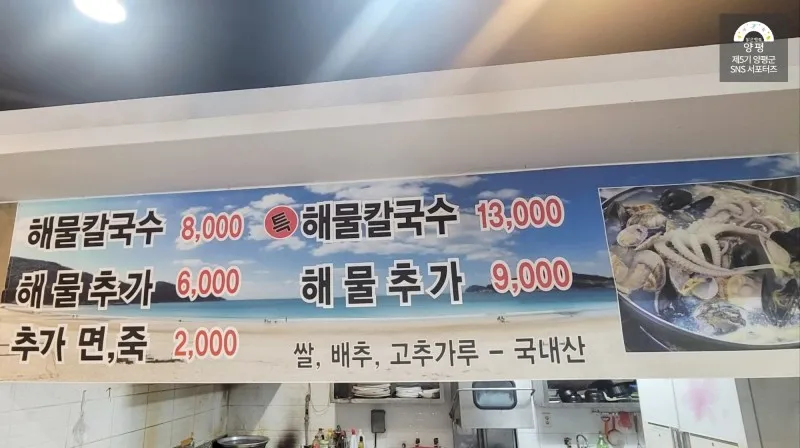 양평
제5기 양평군
SNS 서포터즈
해물칼국수 8,000
특 해물칼국수 13,000
해물추가 6,000
해물추가 9,000
추가 면,죽 2,000
쌀, 배추, 고추가루 - 국내산